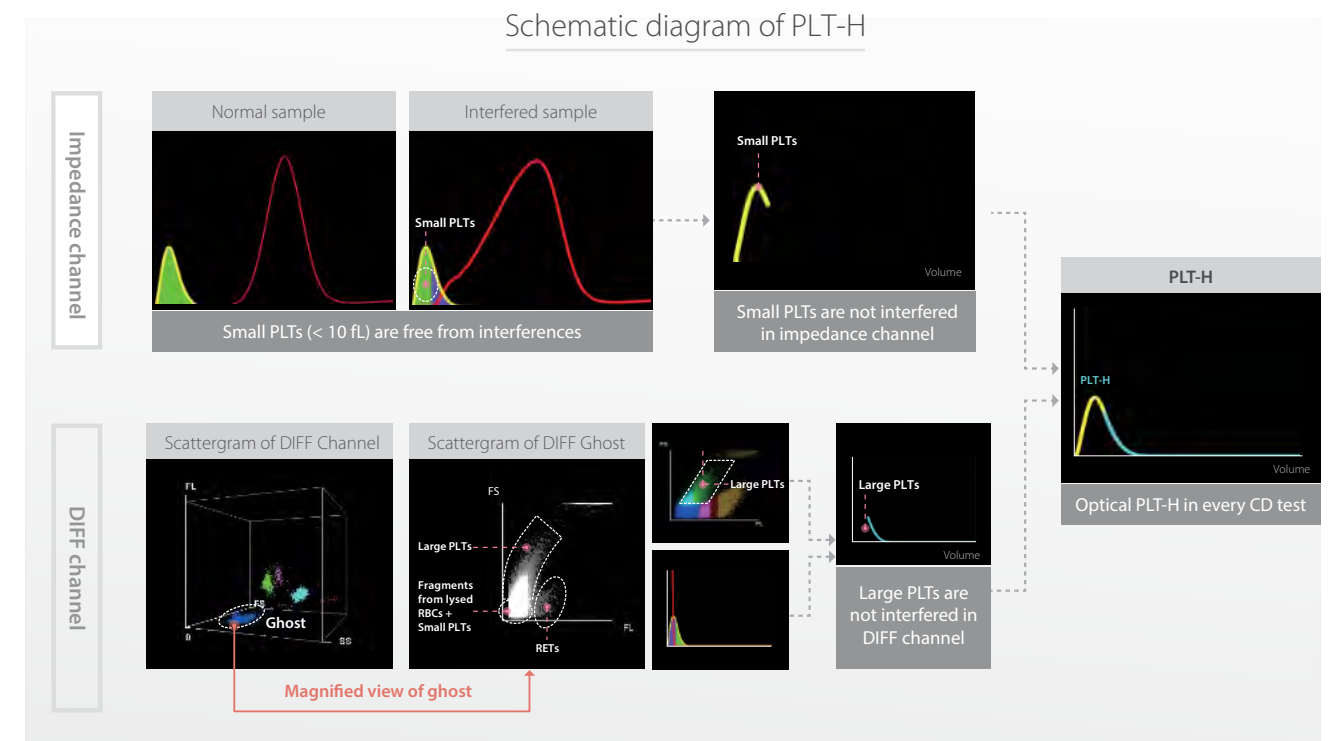 Schematic diagram of PLT-H
Impedance channel
Normal sample
Interfered sample
Small PLTs
Small PLTs (< 10 fL) are free from interferences
Small PLTs
Volume
Small PLTs are not interfered
in impedance channel
PLT-H
PLT-H
Volume
Optical PLT-H in every CD test
DIFF channel
Scattergram of DIFF Channel
FL
FS
Ghost
0
SS
Scattergram of DIFF Ghost
FS
Large PLTs
Fragments
from lysed
RBCs +
Small PLTs
RETs
FL
FS
Large PLTs
FL
Large PLTs
Volume
Large PLTs are
not interfered in
DIFF channel
Magnified view of ghost